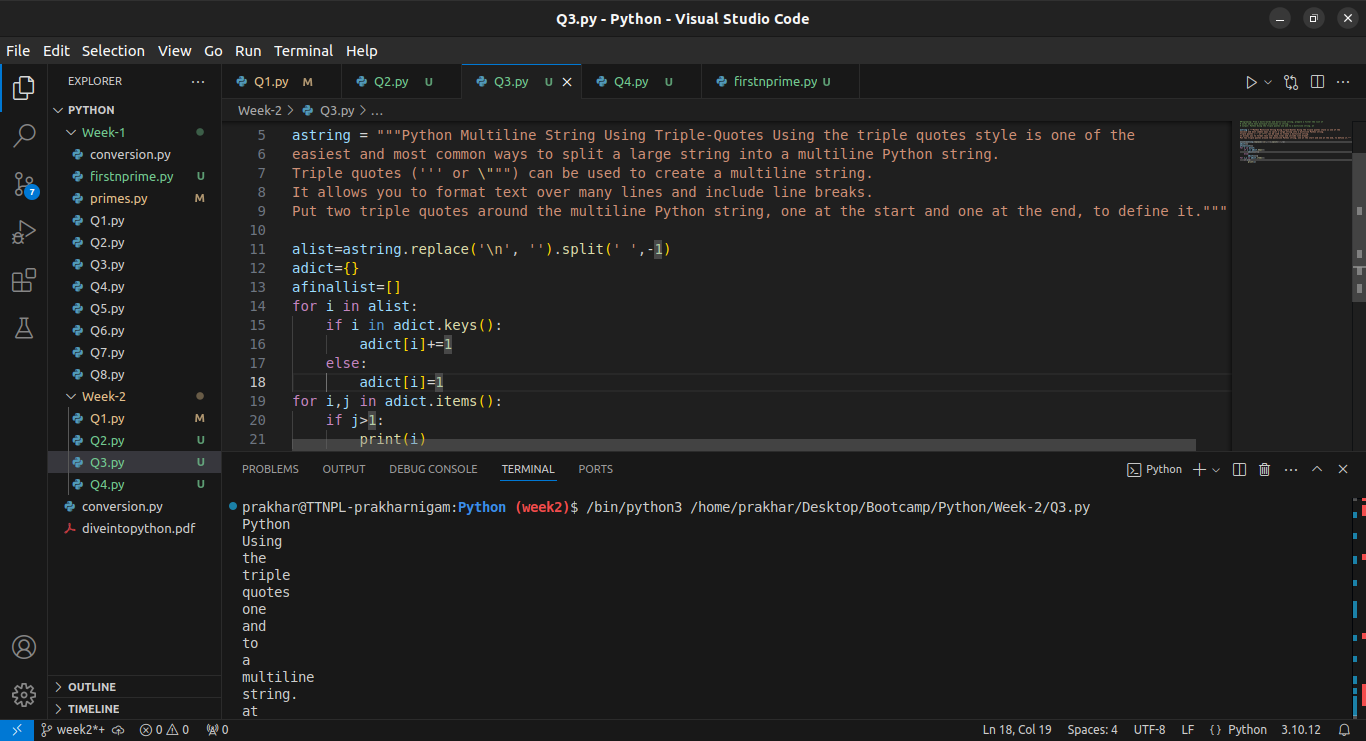 Q3.py - Python - Visual Studio Code
File Edit Selection View Go Run Terminal Help
EXPLORER
PYTHON
Week-1
conversion.py
firstnprime.py U
primes.py M
Q1.py
Q2.py
Q3.py
Q4.py
Q5.py
Q6.py
Q7.py
Q8.py
Week-2
Q1.py M
Q2.py U
Q3.py U
Q4.py U
conversion.py
diveintopython.pdf
OUTLINE
TIMELINE
7
Q1.py M Q2.py U Q3.py U Q4.py U firstnprime.py U
Week-2 > Q3.py > ...
5 astring = """Python Multiline String Using Triple-Quotes Using the triple quotes style is one of the
6 easiest and most common ways to split a large string into a multiline Python string.
7 Triple quotes (''' or \""") can be used to create a multiline string.
8 It allows you to format text over many lines and include line breaks.
9 Put two triple quotes around the multiline Python string, one at the start and one at the end, to define it."""
10
11 alist=astring.replace('\n', '').split(' ',-1)
12 adict={}
13 afinallist=[]
14 for i in alist:
15     if i in adict.keys():
16         adict[i]+=1
17     else:
18         adict[i]=1
19 for i,j in adict.items():
20     if j>1:
21         print(i)
PROBLEMS OUTPUT DEBUG CONSOLE TERMINAL PORTS
Python
prakhar@TTNPL-prakharnigam:Python (week2)$ /bin/python3 /home/prakhar/Desktop/Bootcamp/Python/Week-2/Q3.py
Python
Using
the
triple
quotes
one
and
to
a
multiline
string.
at
week2*+ 0 0 0 Ln 18, Col 19 Spaces: 4 UTF-8 LF {} Python 3.10.12